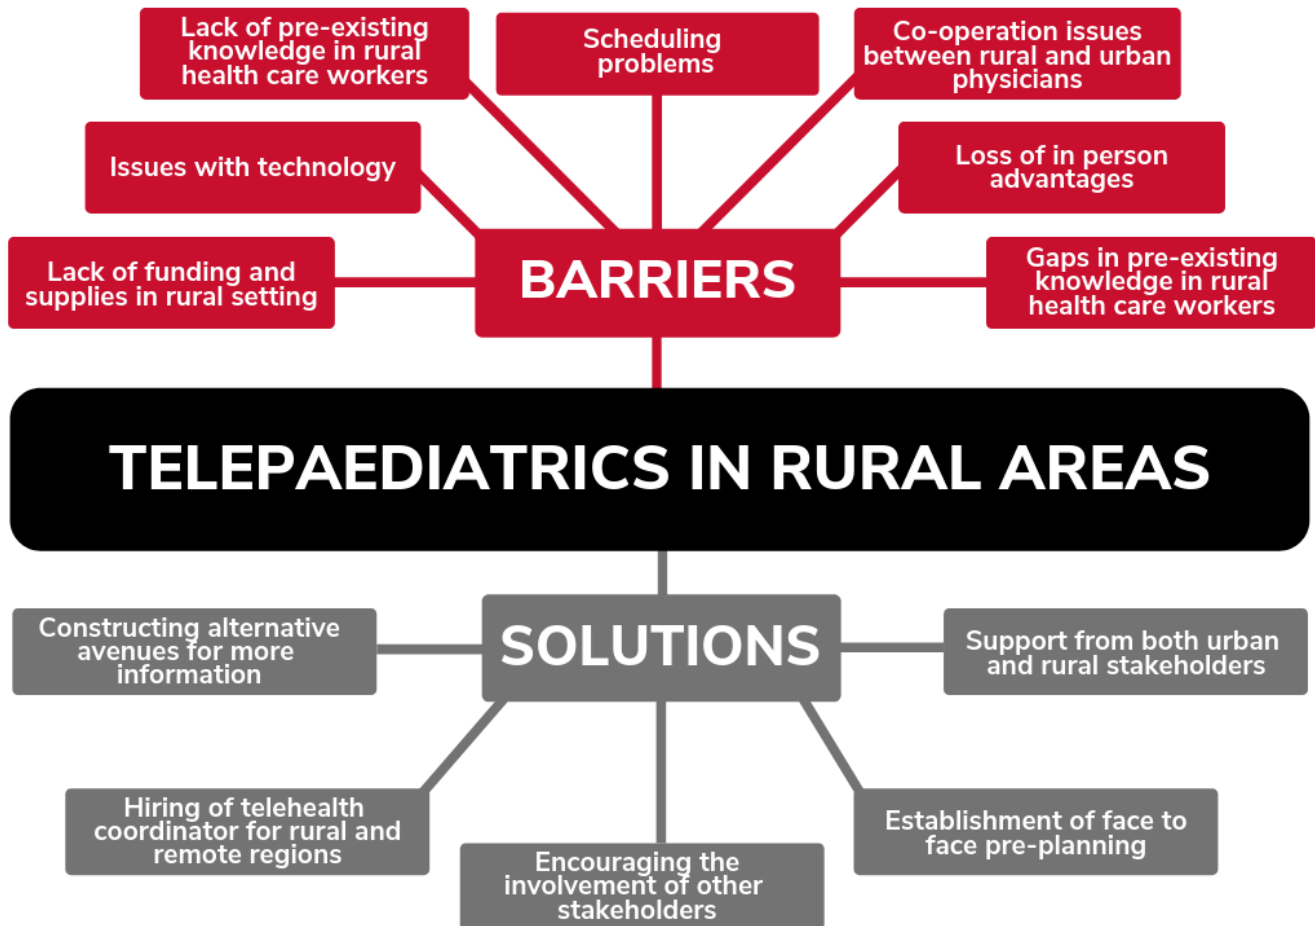 Lack of pre-existing
knowledge in rural
health care workers
Scheduling
problems
Co-operation issues
between rural and urban
physicians
Issues with technology
Loss of in person
advantages
Lack of funding and
supplies in rural setting
BARRIERS
Gaps in pre-existing
knowledge in rural
health care workers
TELEPAEDIATRICS IN RURAL AREAS
Constructing alternative
avenues for more
information
SOLUTIONS
Support from both urban
and rural stakeholders
Hiring of telehealth
coordinator for rural and
remote regions
Encouraging the
involvement of other
stakeholders
Establishment of face to
face pre-planning